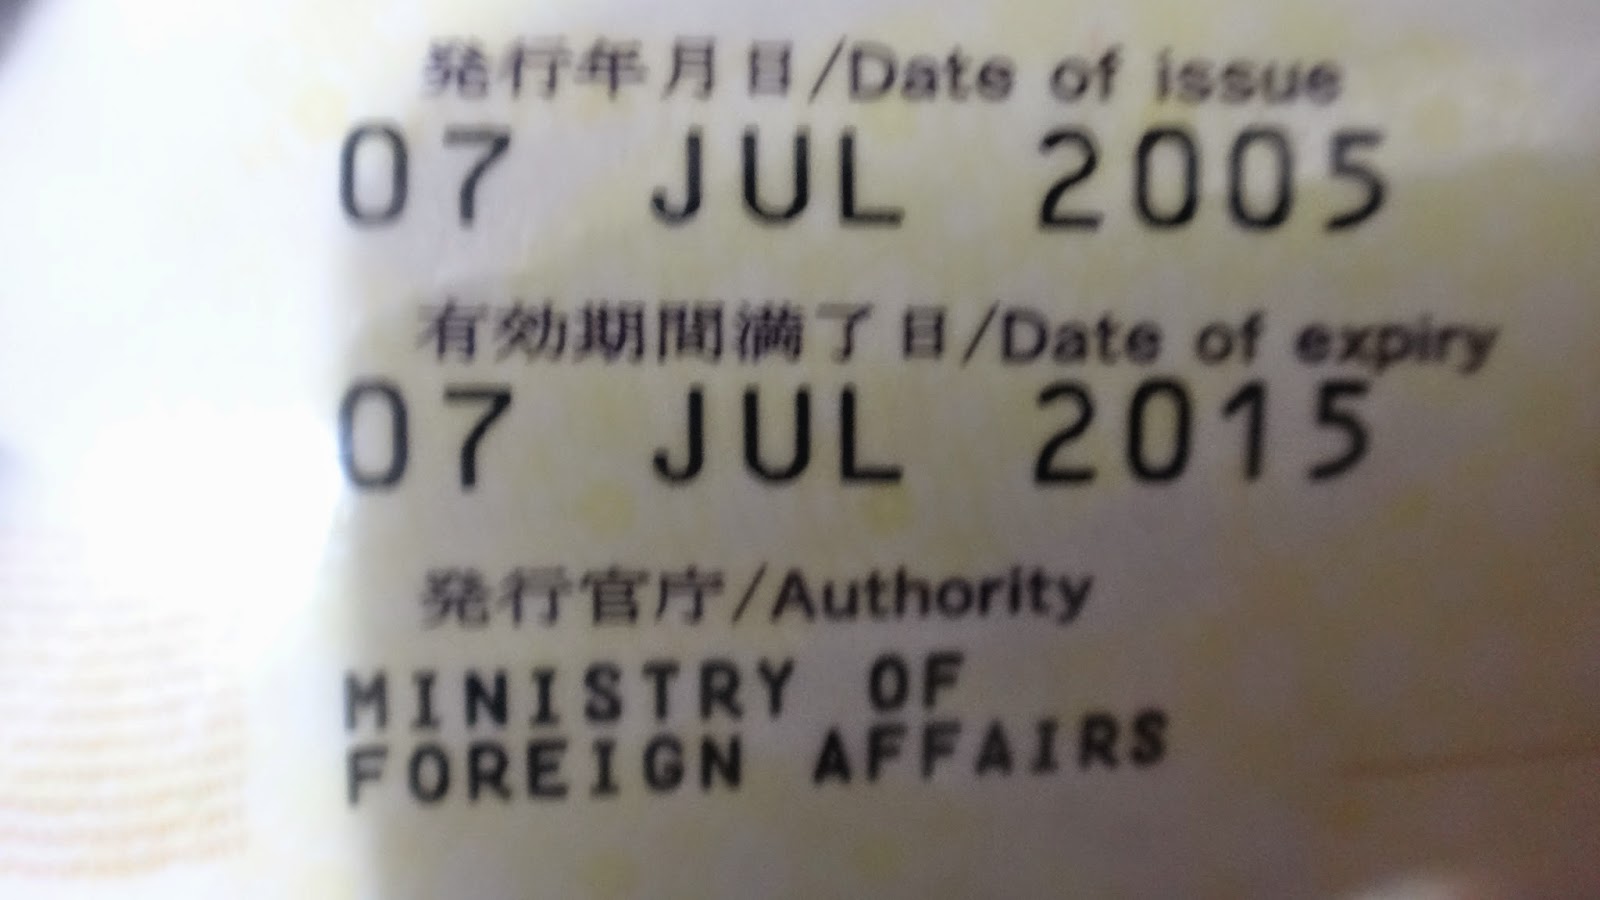 発行年月日/Date of issue
07 JUL 2005
有効期間満了日/Date of expiry
07 JUL 2015
発行官庁/Authority
MINISTRY OF
FOREIGN AFFAIRS